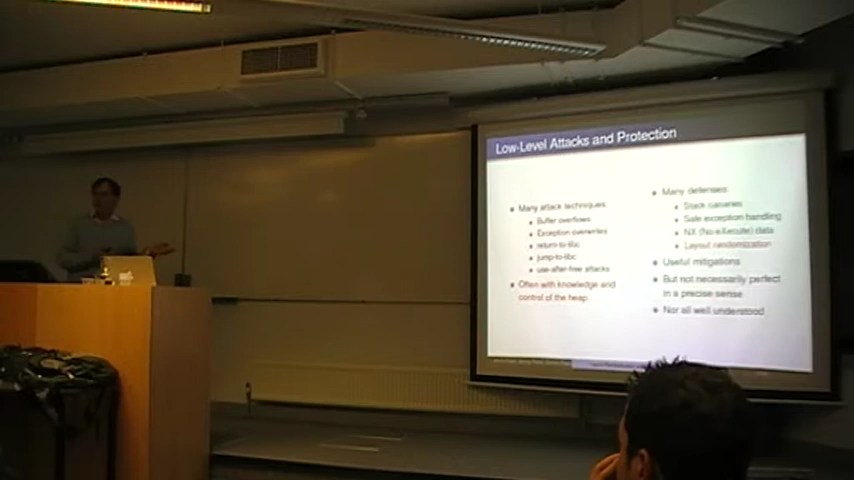 Low-Level Attacks and Protection
Many attack techniques
Buffer overflows
Exception overwrites
return-to-libc
jump-to-libc
use-after-free attacks
Often with knowledge and
control of the heap
Many defenses
Stack canaries
Safe exception handling
NX (No-eXecute) data
Layout randomization
Useful mitigations
But not necessarily perfect
in a precise sense
Nor all well understood